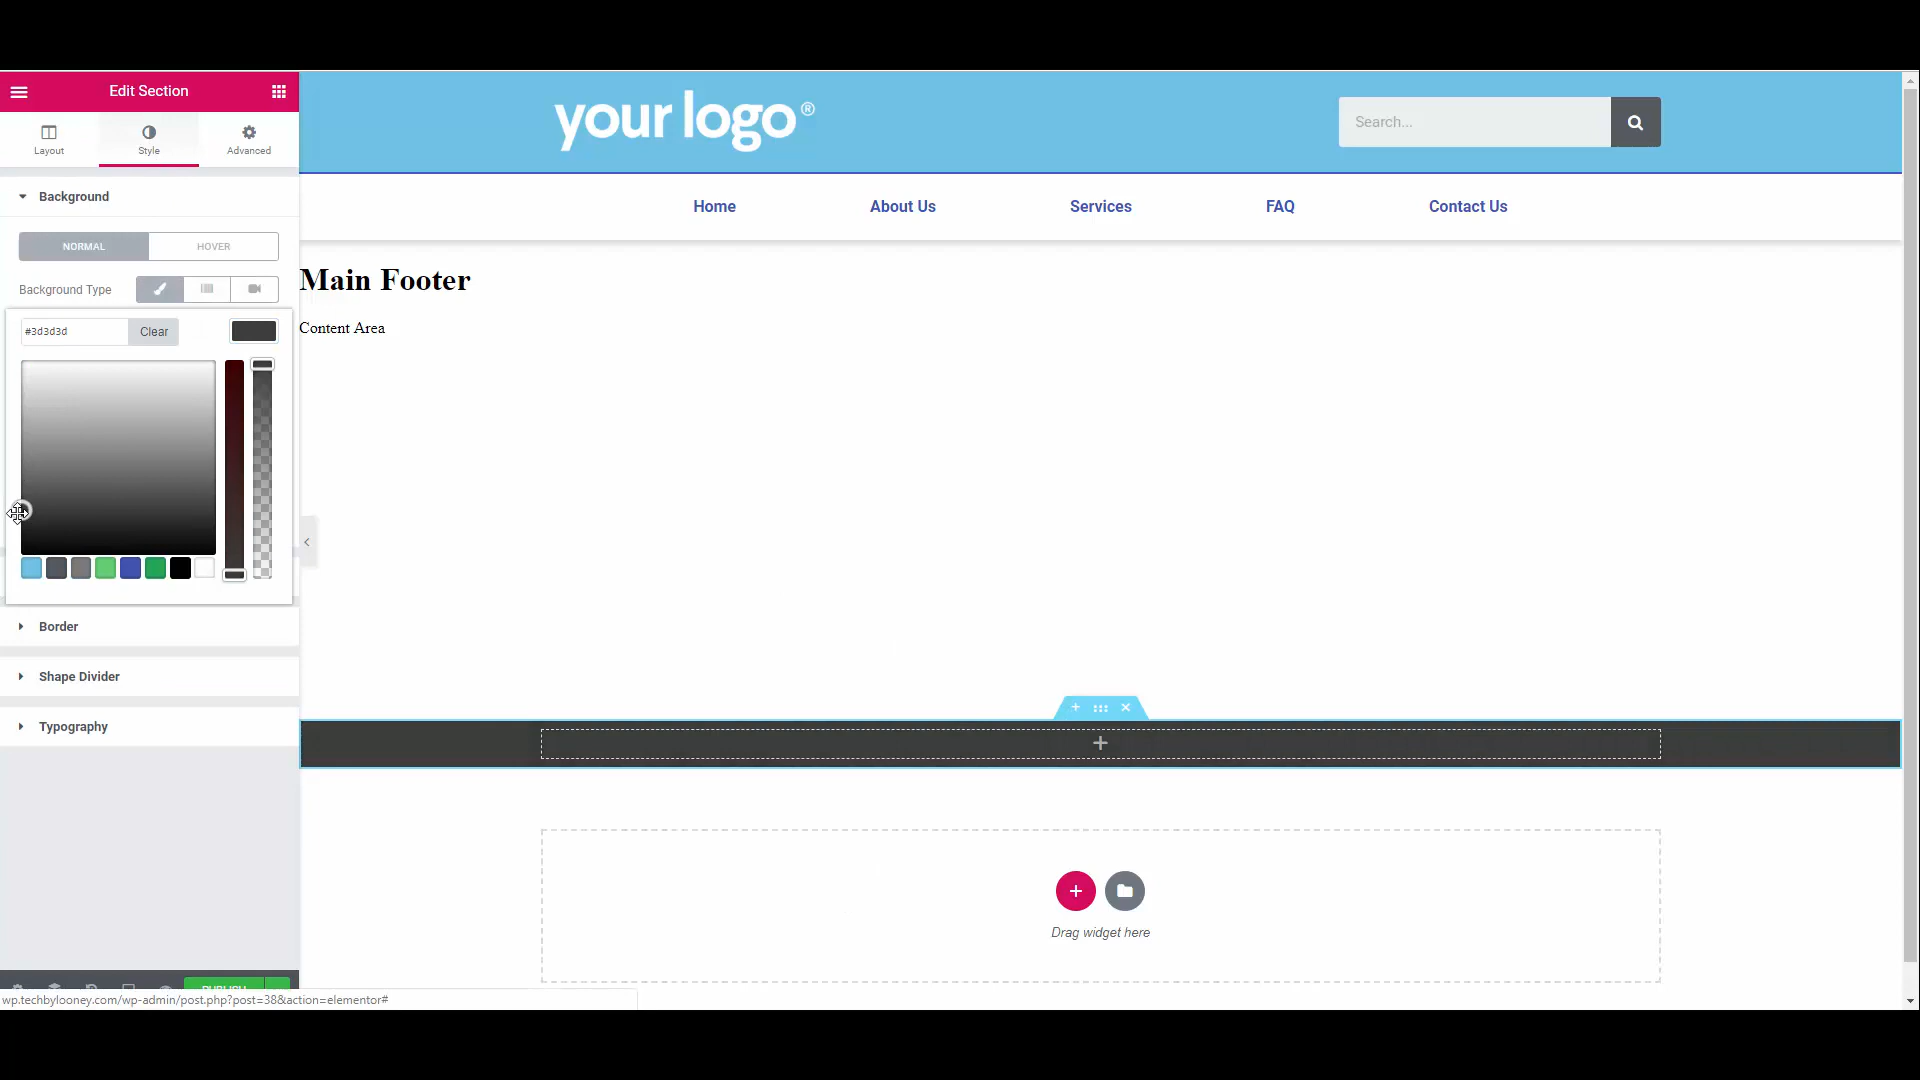 Edit Section
Layout
Style
Advanced
Background
NORMAL
HOVER
Background Type
#3d3d3d
Clear
Border
Shape Divider
Typography
PUBLISH
wp.techbylooney.com/wp-admin/post.php?post=38&action=elementor#
your logo®
Search...
Home
About Us
Services
FAQ
Contact Us
Main Footer
Content Area
Drag widget here